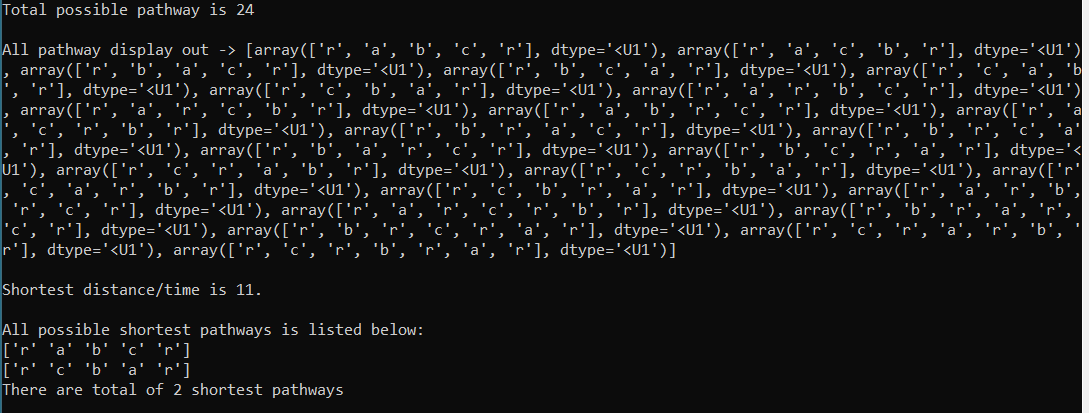 Total possible pathway is 24
All pathway display out -> [array(['r', 'a', 'b', 'c', 'r'], dtype='<U1'), array(['r', 'a', 'c', 'b', 'r'], dtype='<U1')
, array(['r', 'b', 'a', 'c', 'r'], dtype='<U1'), array(['r', 'b', 'c', 'a', 'r'], dtype='<U1'), array(['r', 'c', 'a', 'b
', 'r'], dtype='<U1'), array(['r', 'c', 'b', 'a', 'r'], dtype='<U1'), array(['r', 'a', 'r', 'b', 'c', 'r'], dtype='<U1')
, array(['r', 'a', 'r', 'c', 'b', 'r'], dtype='<U1'), array(['r', 'a', 'b', 'r', 'c', 'r'], dtype='<U1'), array(['r', 'a
', 'c', 'r', 'b', 'r'], dtype='<U1'), array(['r', 'b', 'r', 'a', 'c', 'r'], dtype='<U1'), array(['r', 'b', 'r', 'c', 'a'
, 'r'], dtype='<U1'), array(['r', 'b', 'a', 'r', 'c', 'r'], dtype='<U1'), array(['r', 'b', 'c', 'r', 'a', 'r'], dtype='<
U1'), array(['r', 'c', 'r', 'a', 'b', 'r'], dtype='<U1'), array(['r', 'c', 'r', 'b', 'a', 'r'], dtype='<U1'), array(['r'
, 'c', 'a', 'r', 'b', 'r'], dtype='<U1'), array(['r', 'c', 'b', 'r', 'a', 'r'], dtype='<U1'), array(['r', 'a', 'r', 'b',
'r', 'c', 'r'], dtype='<U1'), array(['r', 'a', 'r', 'c', 'r', 'b', 'r'], dtype='<U1'), array(['r', 'b', 'r', 'a', 'r',
'c', 'r'], dtype='<U1'), array(['r', 'b', 'r', 'c', 'r', 'a', 'r'], dtype='<U1'), array(['r', 'c', 'r', 'a', 'r', 'b', '
r'], dtype='<U1'), array(['r', 'c', 'r', 'b', 'r', 'a', 'r'], dtype='<U1')]
Shortest distance/time is 11.
All possible shortest pathways is listed below:
['r' 'a' 'b' 'c' 'r']
['r' 'c' 'b' 'a' 'r']
There are total of 2 shortest pathways